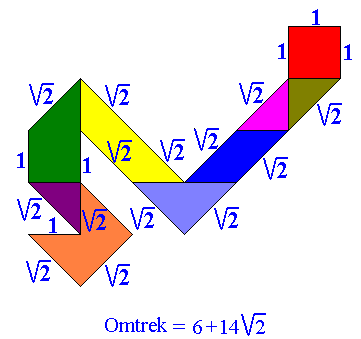 1
1 1
√2 √2 √2 √2
√2 √2 √2
1 1 √2
√2 √2 √2 √2
1
√2 √2
Omtrek = 6+14√2